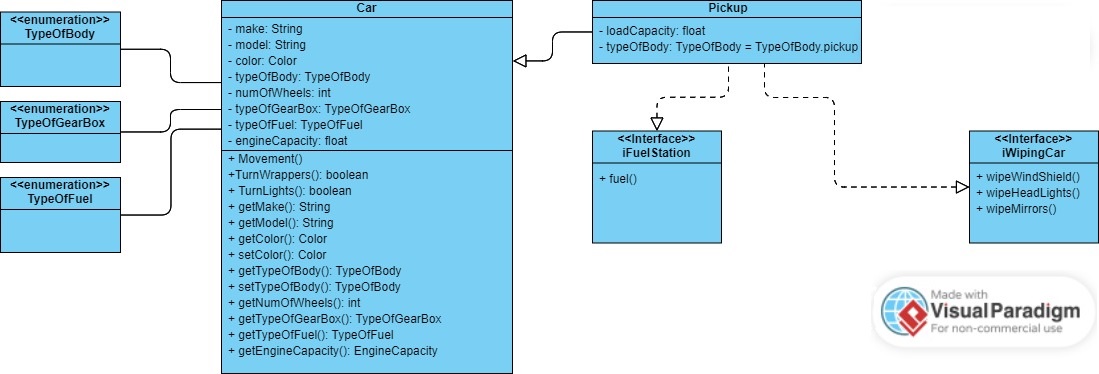 <<enumeration>>
TypeOfBody
<<enumeration>>
TypeOfGearBox
<<enumeration>>
TypeOfFuel
Car
- make: String
- model: String
- color: Color
- typeOfBody: TypeOfBody
- numOfWheels: int
- typeOfGearBox: TypeOfGearBox
- typeOfFuel: TypeOfFuel
- engineCapacity: float
+ Movement()
+TurnWrappers(): boolean
+ TurnLights(): boolean
+ getMake(): String
+ getModel(): String
+ getColor(): Color
+ setColor(): Color
+ getTypeOfBody(): TypeOfBody
+ setTypeOfBody(): TypeOfBody
+ getNumOfWheels(): int
+ getTypeOfGearBox(): TypeOfGearBox
+ getTypeOfFuel(): TypeOfFuel
+ getEngineCapacity(): EngineCapacity
Pickup
- loadCapacity: float
- typeOfBody: TypeOfBody = TypeOfBody.pickup
<<Interface>>
iFuelStation
+ fuel()
<<Interface>>
iWipingCar
+ wipeWindShield()
+ wipeHeadLights()
+ wipeMirrors()
Made with
VisualParadigm
For non-commercial use